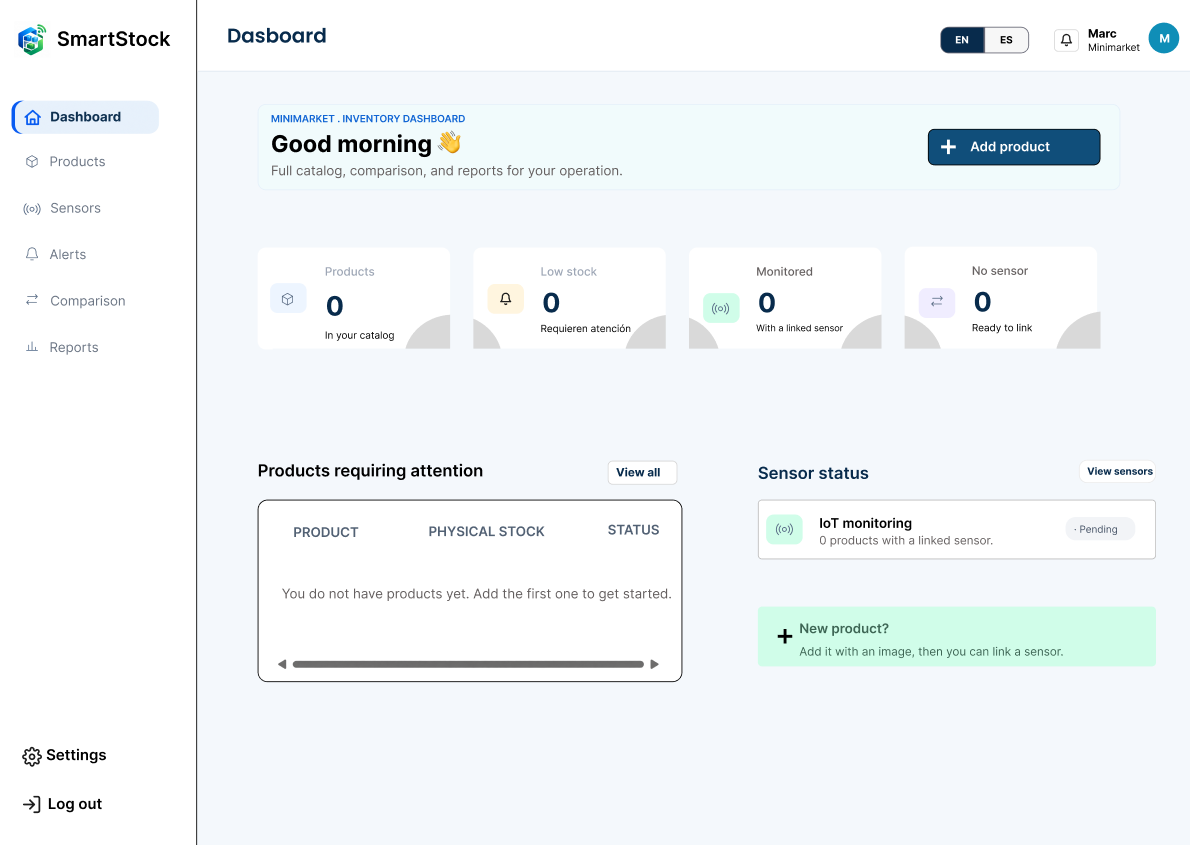 SmartStock
Dasboard
EN
ES
Marc
Minimarket
M
Dashboard
Products
Sensors
Alerts
Comparison
Reports
Settings
Log out
MINIMARKET . INVENTORY DASHBOARD
Good morning 👋
Full catalog, comparison, and reports for your operation.
Add product
Products
0
In your catalog
Low stock
0
Requieren atención
Monitored
0
With a linked sensor
No sensor
0
Ready to link
Products requiring attention
View all
PRODUCT
PHYSICAL STOCK
STATUS
You do not have products yet. Add the first one to get started.
Sensor status
View sensors
IoT monitoring
0 products with a linked sensor.
· Pending
New product?
Add it with an image, then you can link a sensor.